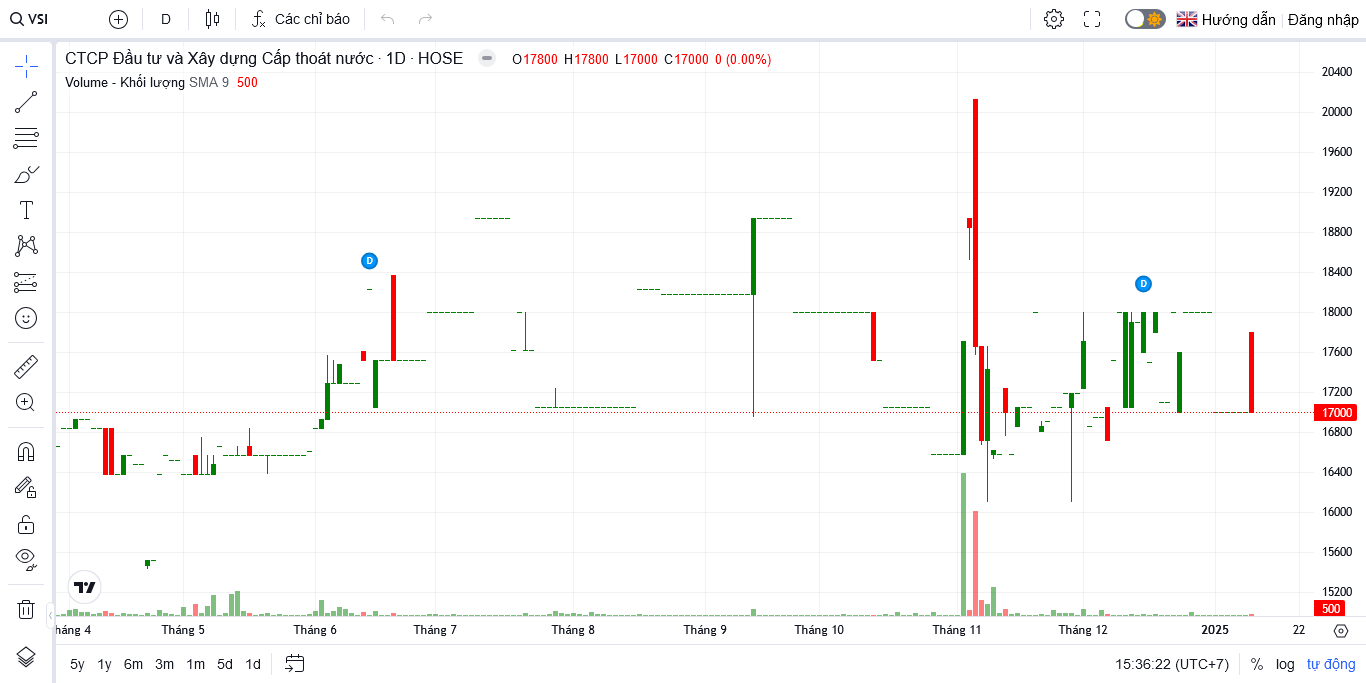 VSI D Các chỉ báo Hướng dẫn Đăng nhập
CTCP Đầu tư và Xây dựng Cấp thoát nước · 1D · HOSE O17800 H17800 L17000 C17000 0 (0.00%)
Volume - Khối lượng SMA 9 500
20400
20000
19600
19200
18800
18400
18000
17600
17200
17000
16800
16400
16000
15600
15200
500
D
D
háng 4 Tháng 5 Tháng 6 Tháng 7 Tháng 8 Tháng 9 Tháng 10 Tháng 11 Tháng 12 2025 22
5y 1y 6m 3m 1m 5d 1d 15:36:22 (UTC+7) % log tự động